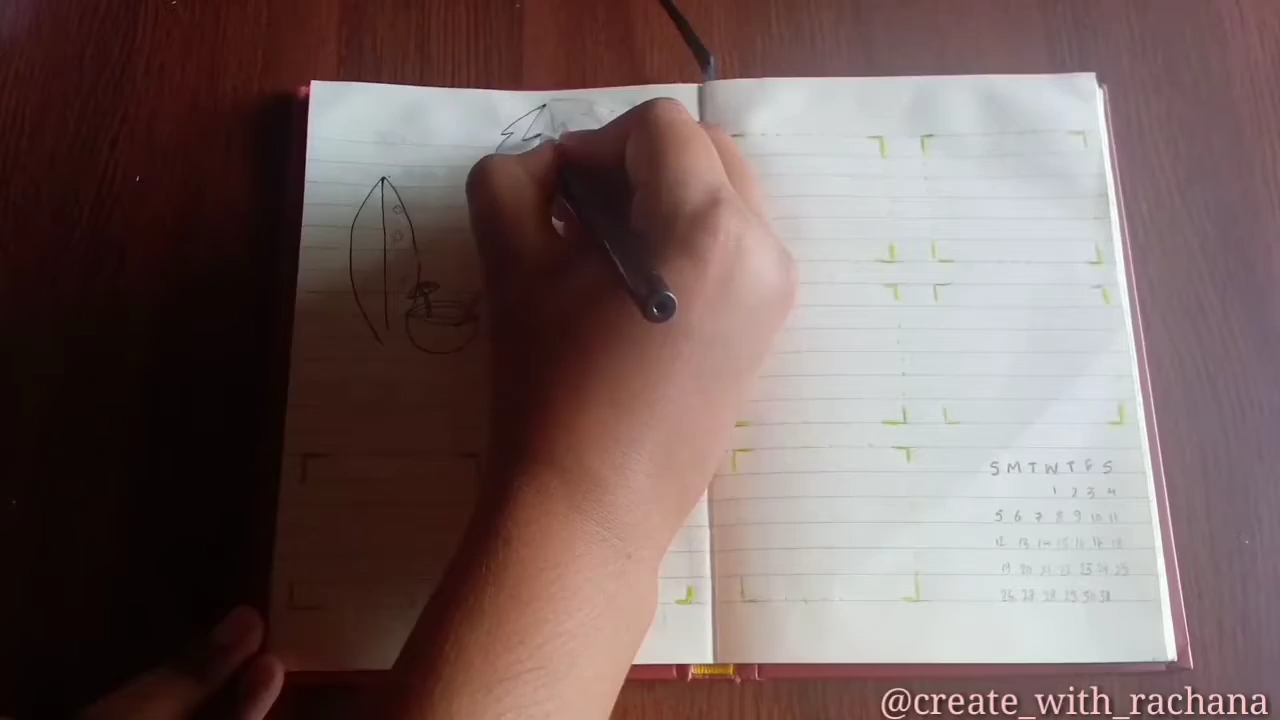 S M T W T F S
1 2 3 4
5 6 7 8 9 10 11
12 13 14 15 16 17 18
19 20 21 22 23 24 25
26 27 28 29 30 31
@create_with_rachana